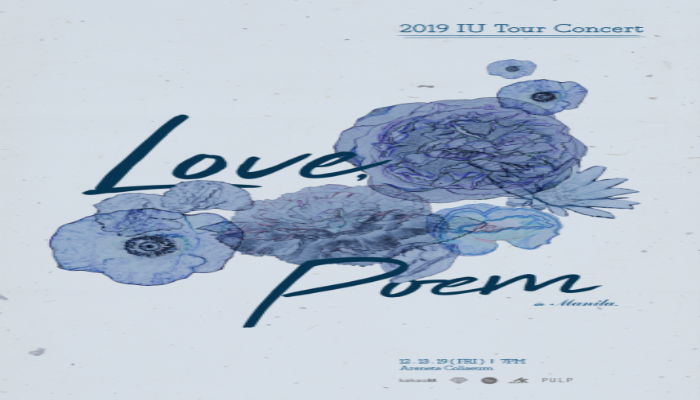 2019 IU Tour Concert
Love,
Poem
in Manila
12.13.19 ( FRI ) | 7PM
Araneta Coliseum
PULP